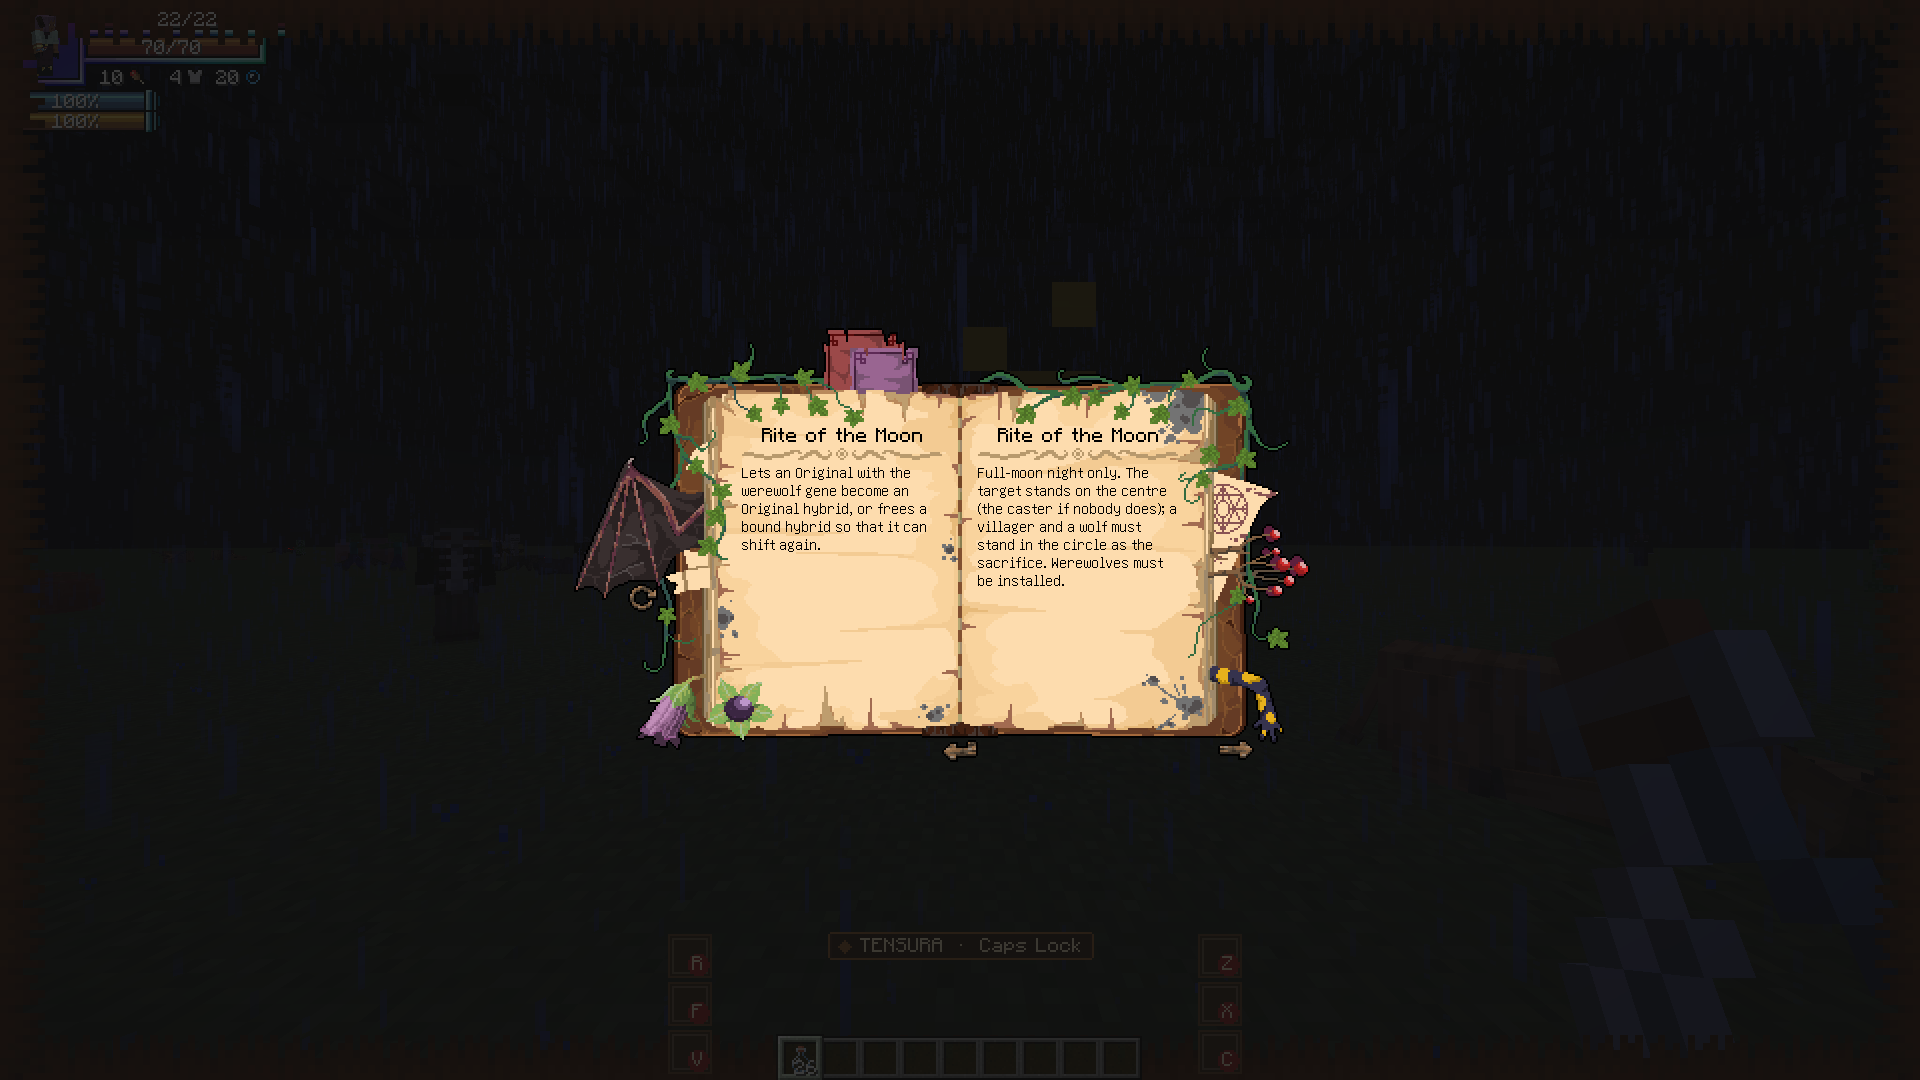 22/22
70/70
10 4 20
100%
100%
Rite of the Moon
Lets an Original with the
werewolf gene become an
Original hybrid, or frees a
bound hybrid so that it can
shift again.
Rite of the Moon
Full-moon night only. The
target stands on the centre
(the caster if nobody does); a
villager and a wolf must
stand in the circle as the
sacrifice. Werewolves must
be installed.
TENSURA · Caps Lock
R
F
V
Z
X
C
26